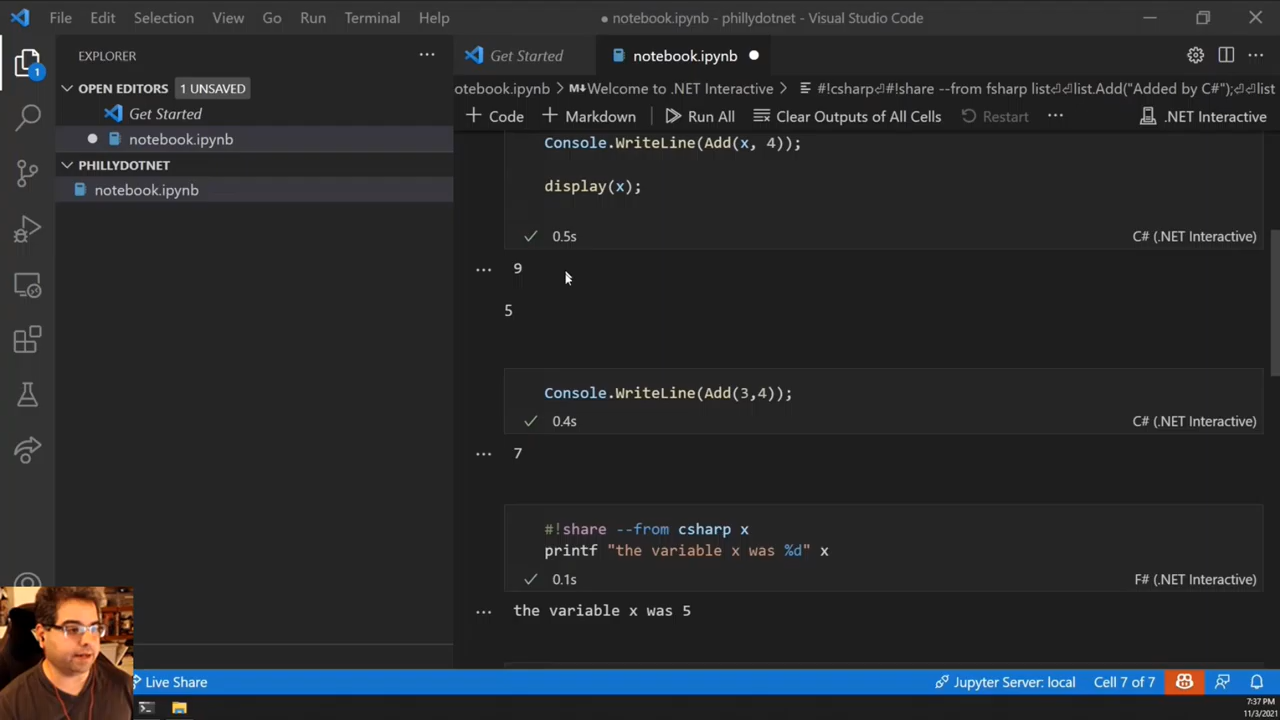 File Edit Selection View Go Run Terminal Help
● notebook.ipynb - phillydotnet - Visual Studio Code
EXPLORER
Get Started
notebook.ipynb
OPEN EDITORS 1 UNSAVED
otebook.ipynb > M↓Welcome to .NET Interactive > #!csharp⏎⏎#!share --from fsharp list⏎⏎list.Add("Added by C#");⏎⏎list
Get Started
+ Code + Markdown Run All Clear Outputs of All Cells Restart ... .NET Interactive
notebook.ipynb
PHILLYDOTNET
notebook.ipynb
Console.WriteLine(Add(x, 4));
display(x);
0.5s C# (.NET Interactive)
9
5
Console.WriteLine(Add(3,4));
0.4s C# (.NET Interactive)
7
#!share --from csharp x
printf "the variable x was %d" x
0.1s F# (.NET Interactive)
the variable x was 5
Live Share
Jupyter Server: local Cell 7 of 7
7:37 PM
11/3/2021
1